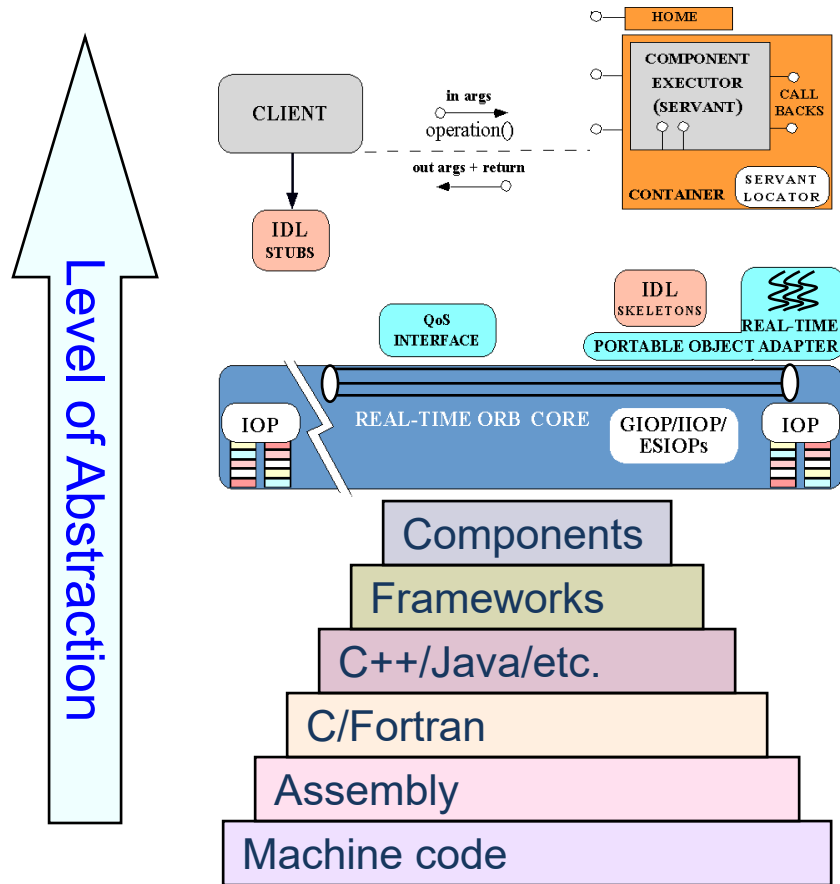 HOME
COMPONENT
EXECUTOR
(SERVANT)
CALL
BACKS
CLIENT
in args
operation()
out args + return
CONTAINER
SERVANT
LOCATOR
IDL
STUBS
Level of Abstraction
QoS
INTERFACE
IDL
SKELETONS
REAL-TIME
PORTABLE OBJECT ADAPTER
IOP
REAL-TIME ORB CORE
GIOP/IIOP/
ESIOPs
IOP
Components
Frameworks
C++/Java/etc.
C/Fortran
Assembly
Machine code